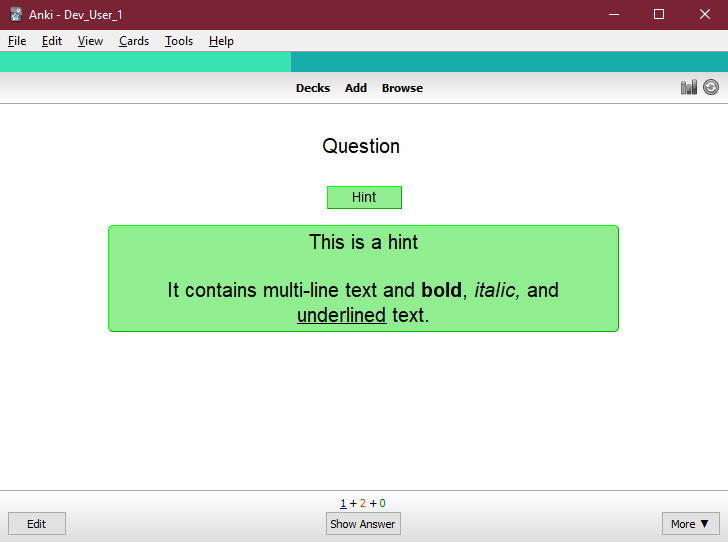 Anki - Dev_User_1
File Edit View Cards Tools Help
Decks Add Browse
Question
Hint
This is a hint
It contains multi-line text and bold, italic, and
underlined text.
1 + 2 + 0
Edit Show Answer More ▼